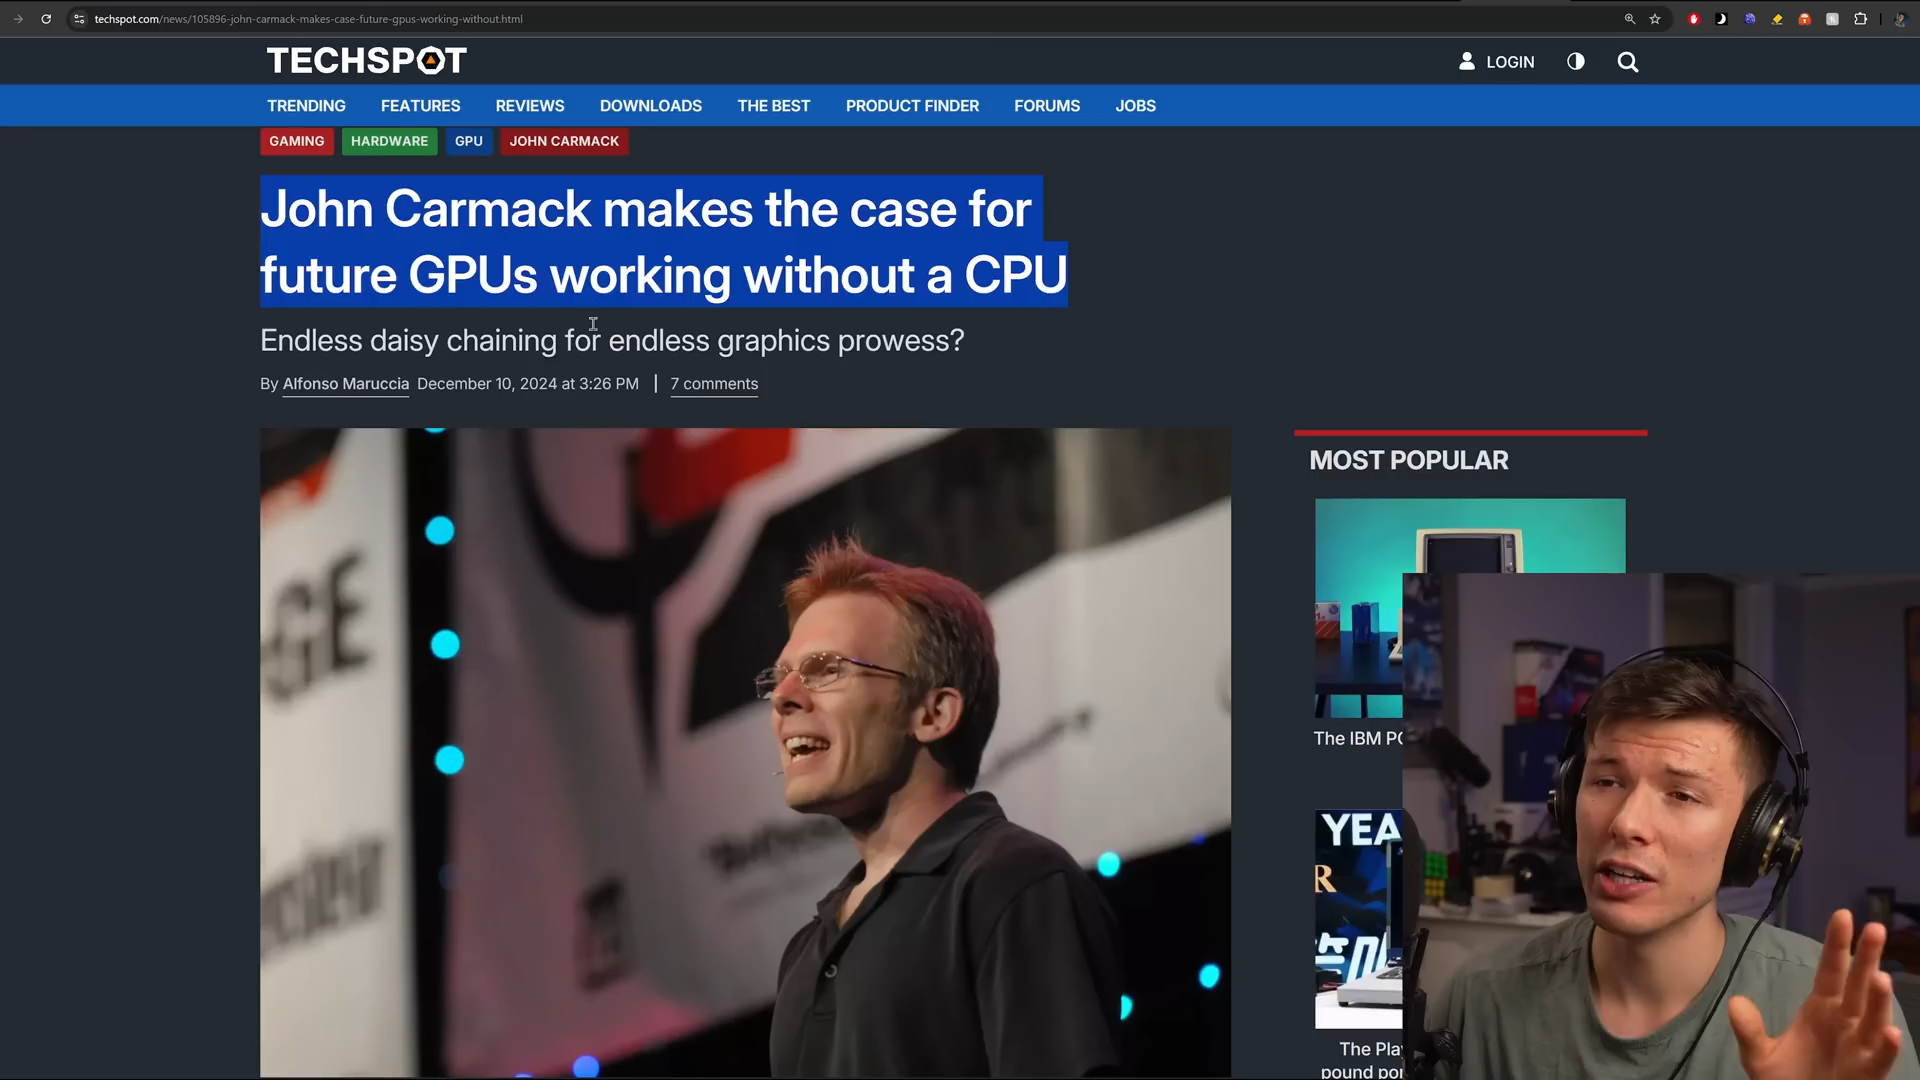 techspot.com/news/105896-john-carmack-makes-case-future-gpus-working-without.html
TECHSPOT
LOGIN
TRENDING FEATURES REVIEWS DOWNLOADS THE BEST PRODUCT FINDER FORUMS JOBS
GAMING HARDWARE GPU JOHN CARMACK
John Carmack makes the case for
future GPUs working without a CPU
Endless daisy chaining for endless graphics prowess?
By Alfonso Maruccia December 10, 2024 at 3:26 PM | 7 comments
MOST POPULAR
The IBM
YEA
R
The
pound